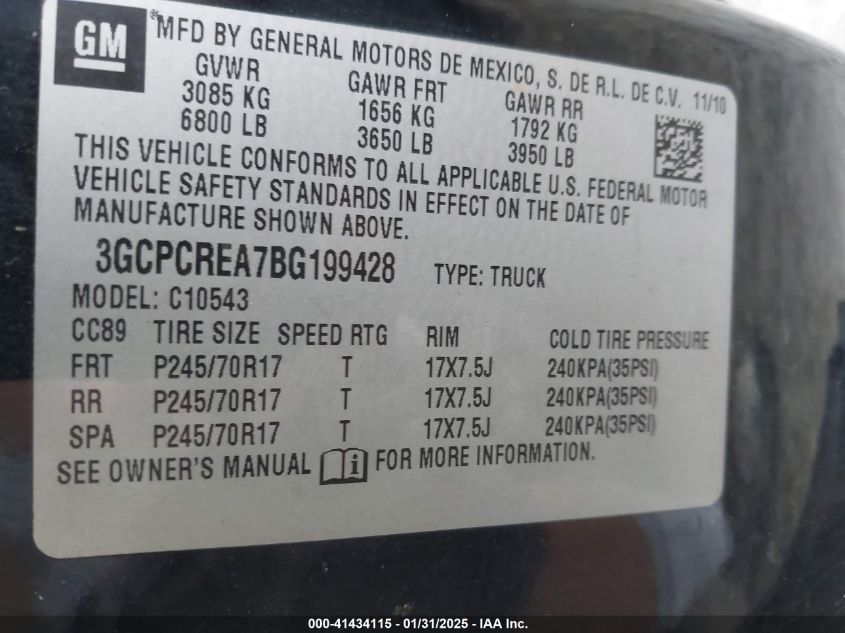 GM
® MFD BY GENERAL MOTORS DE MEXICO, S. DE R.L. DE C.V. 11/10
GVWR GAWR FRT GAWR RR
3085 KG 1656 KG 1792 KG
6800 LB 3650 LB 3950 LB
THIS VEHICLE CONFORMS TO ALL APPLICABLE U.S. FEDERAL MOTOR
VEHICLE SAFETY STANDARDS IN EFFECT ON THE DATE OF
MANUFACTURE SHOWN ABOVE.
3GCPCREA7BG199428 TYPE: TRUCK
MODEL: C10543
CC89 TIRE SIZE SPEED RTG RIM COLD TIRE PRESSURE
FRT P245/70R17 T 17X7.5J 240KPA(35PSI)
RR P245/70R17 T 17X7.5J 240KPA(35PSI)
SPA P245/70R17 T 17X7.5J 240KPA(35PSI)
SEE OWNER'S MANUAL i FOR MORE INFORMATION.
000-41434115 - 01/31/2025 - IAA Inc.